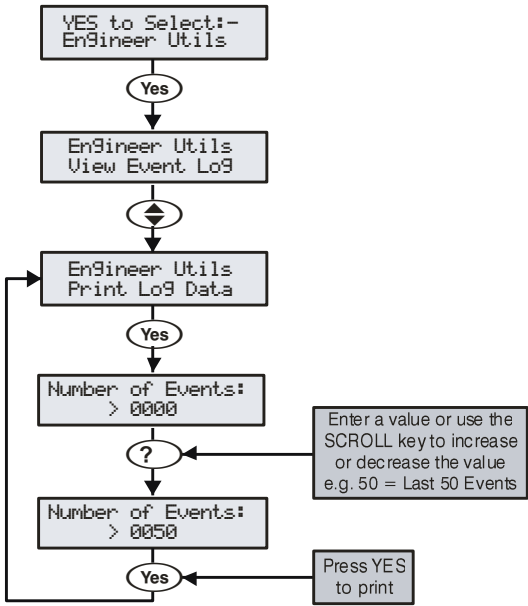 YES to Select:-
Engineer Utils
Yes
Engineer Utils
View Event Log
Engineer Utils
Print Log Data
Yes
Number of Events:
> 0000
Enter a value or use the
SCROLL key to increase
or decrease the value
e.g. 50 = Last 50 Events
?
Number of Events:
> 0050
Yes
Press YES
to print